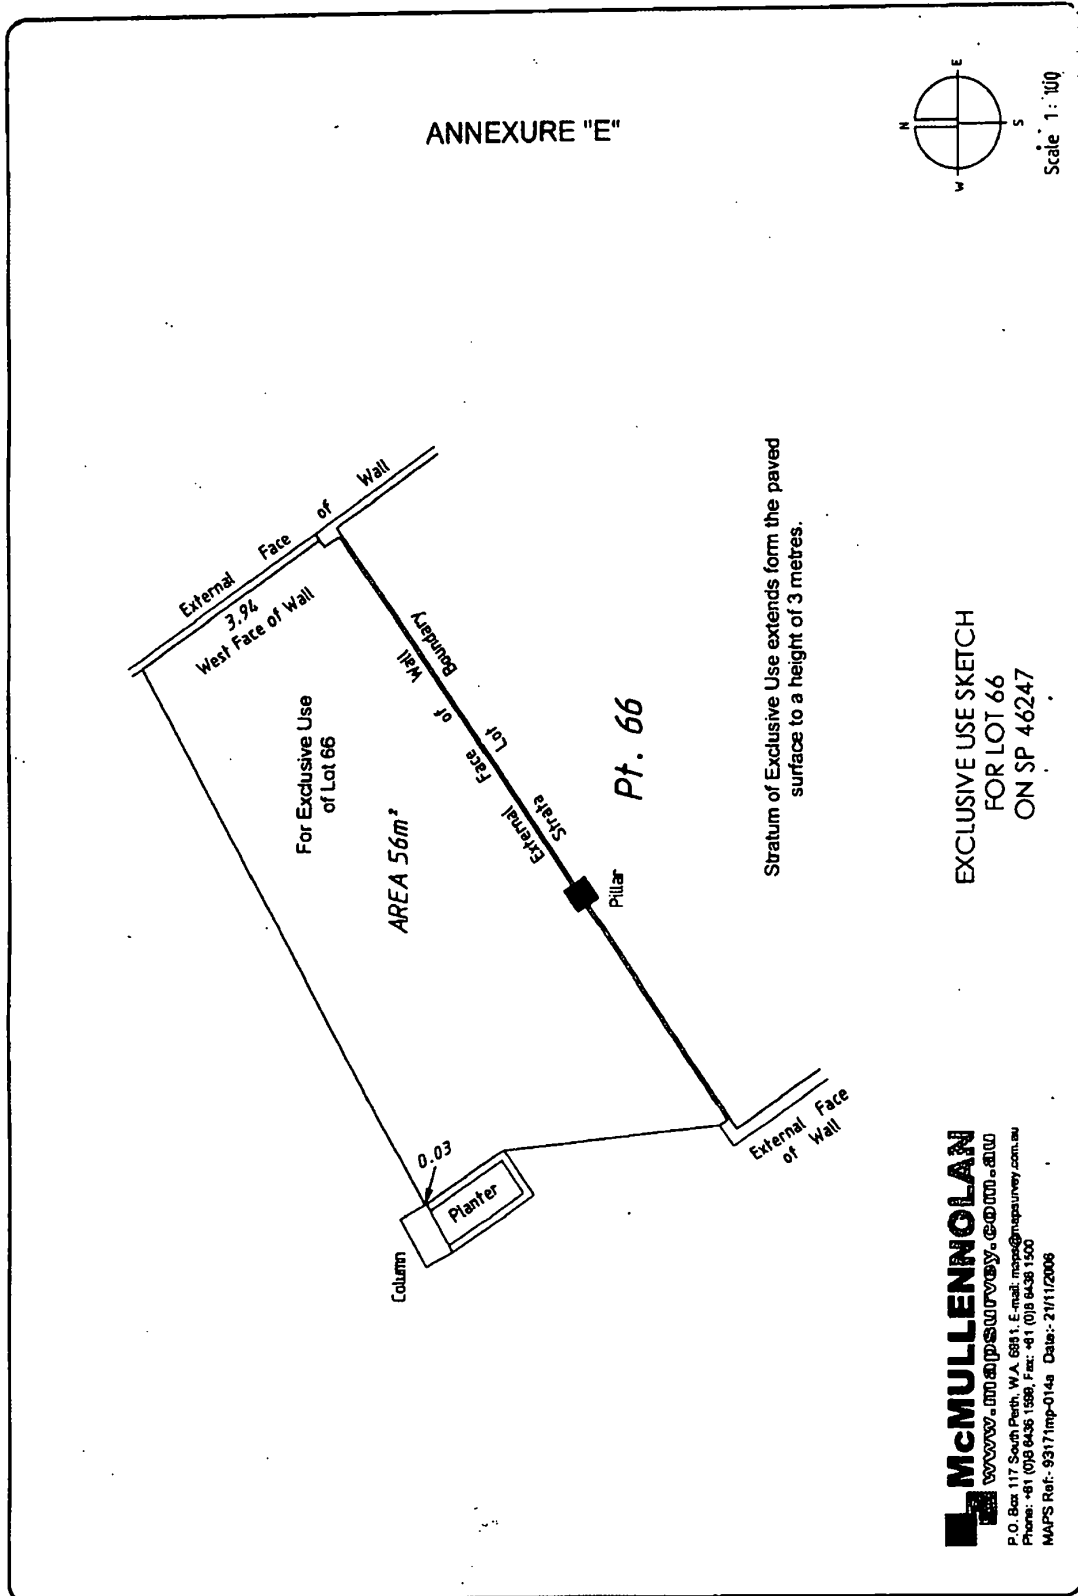 ANNEXURE "E"
N
E
S
W
Scale 1 : 100
External Face of Wall
3.94
West Face of Wall
For Exclusive Use
of Lot 66
AREA 56m²
External Face of Wall
Strata Lot Boundary
Pillar
Pt. 66
0.03
Column
Planter
External Face
of Wall
Stratum of Exclusive Use extends form the paved
surface to a height of 3 metres.
EXCLUSIVE USE SKETCH
FOR LOT 66
ON SP 46247
McMULLENNOLAN
www.mapsurvey.com.au
P.O. Box 117 South Perth, W.A. 6951. E-mail: maps@mapsurvey.com.au
Phone: +61 (0)8 6436 1599, Fax: +61 (0)8 6436 1500
MAPS Ref:- 93171mp-014a Date:- 21/11/2006